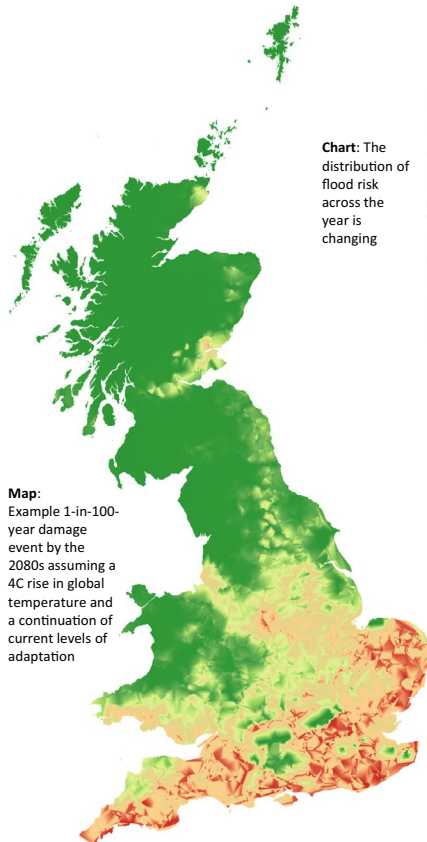 Chart: The
distribution of
flood risk
across the
year is
changing
Map:
Example 1-in-100-
year damage
event by the
2080s assuming a
4C rise in global
temperature and
a continuation of
current levels of
adaptation